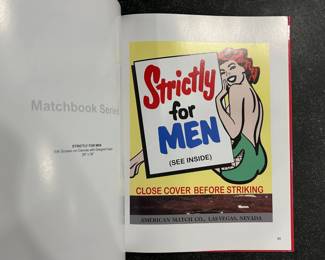 Matchbook Series
STRICTLY FOR MEN
Strictly
for
MEN
(SEE INSIDE)
CLOSE COVER BEFORE STRIKING
AMERICAN MATCH CO., LAS VEGAS, NEVADA